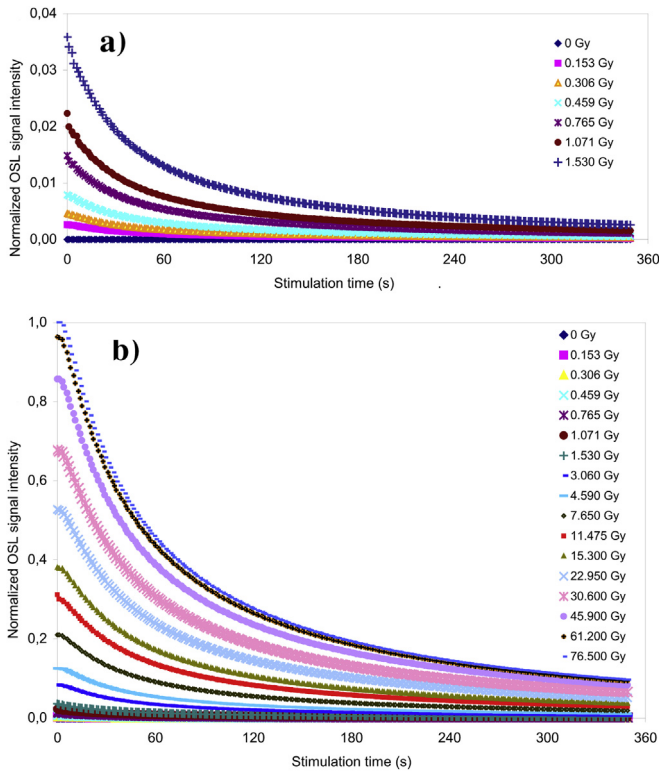 a)
0,04
0,03
0,02
0,01
0,00
Normalized OSL signal intensity
0 Gy
0.153 Gy
0.306 Gy
0.459 Gy
0.765 Gy
1.071 Gy
1.530 Gy
0
60
120
180
240
300
360
Stimulation time (s)
b)
1,0
0,8
0,6
0,4
0,2
0,0
Normalized OSL signal intensity
0 Gy
0.153 Gy
0.306 Gy
0.459 Gy
0.765 Gy
1.071 Gy
1.530 Gy
3.060 Gy
4.590 Gy
7.650 Gy
11.475 Gy
15.300 Gy
22.950 Gy
30.600 Gy
45.900 Gy
61.200 Gy
76.500 Gy
0
60
120
180
240
300
360
Stimulation time (s)